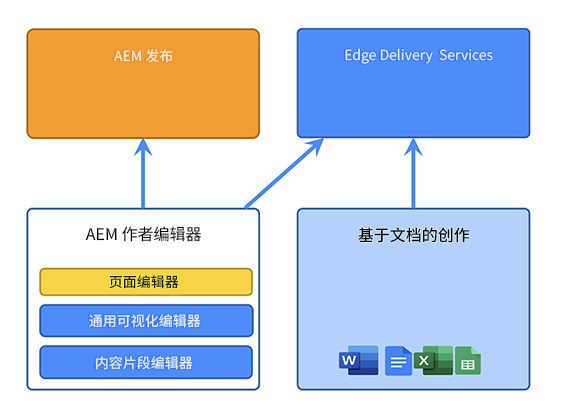 AEM 发布
Edge Delivery Services
AEM 作者编辑器
页面编辑器
通用可视化编辑器
内容片段编辑器
基于文档的创作
W
X